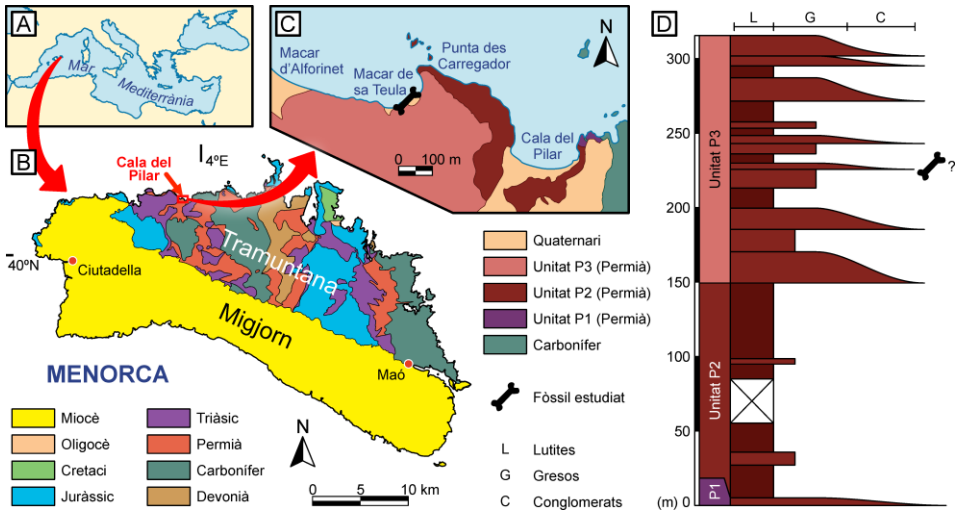 A
Mar
Mediterrània
B
4ºE
Cala del
Pilar
40ºN
Ciutadella
Tramuntana
Migjorn
Maó
MENORCA
Miocè
Oligocè
Cretaci
Juràssic
Triàsic
Permià
Carbonífer
Devonià
N
0 5 10 km
C
Macar
d'Alforinet
Macar de
sa Teula
Punta des
Carregador
N
Cala del
Pilar
0 100 m
Quaternari
Unitat P3 (Permià)
Unitat P2 (Permià)
Unitat P1 (Permià)
Carbonífer
Fòssil estudiat
L Lutites
G Gresos
C Conglomerats
D
L G C
300
250
200
150
100
50
(m) 0
Unitat P3
Unitat P2
P1
?